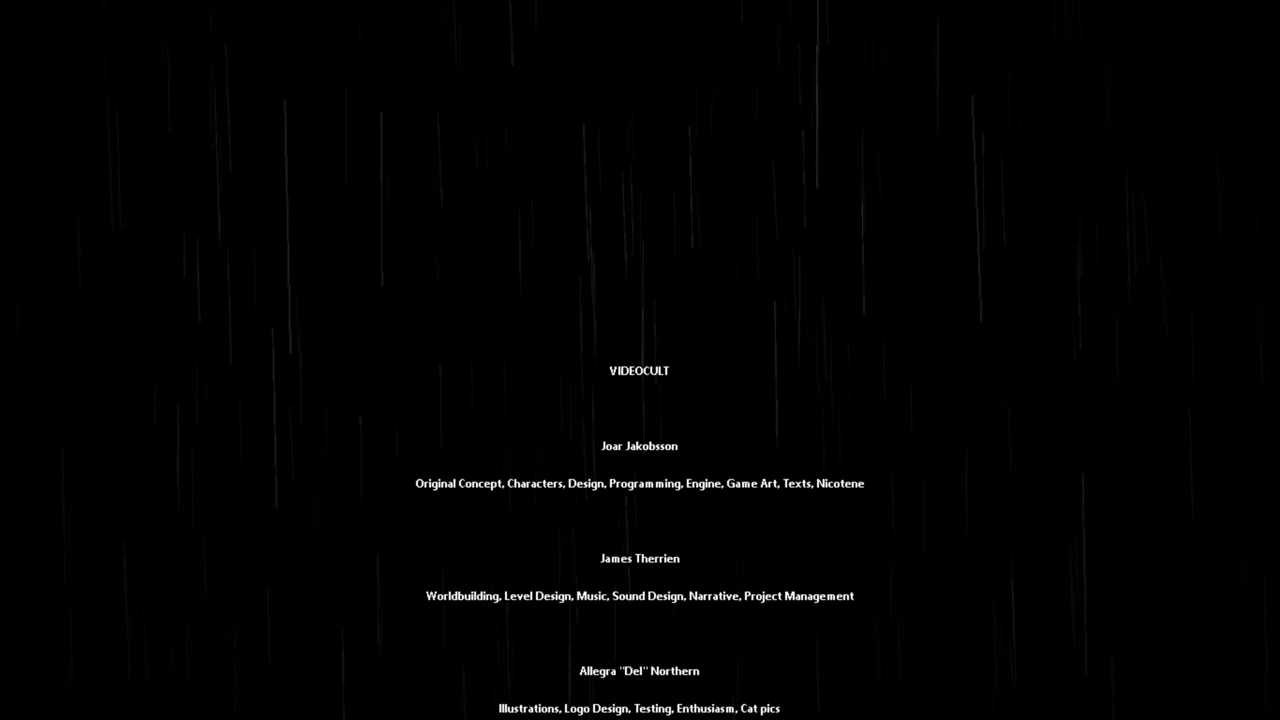 VIDEOCULT
Joar Jakobsson
Original Concept, Characters, Design, Programming, Engine, Game Art, Texts, Nicotene
James Therrien
Worldbuilding, Level Design, Music, Sound Design, Narrative, Project Management
Allegra "Del" Northern
Illustrations, Logo Design, Testing, Enthusiasm, Cat pics